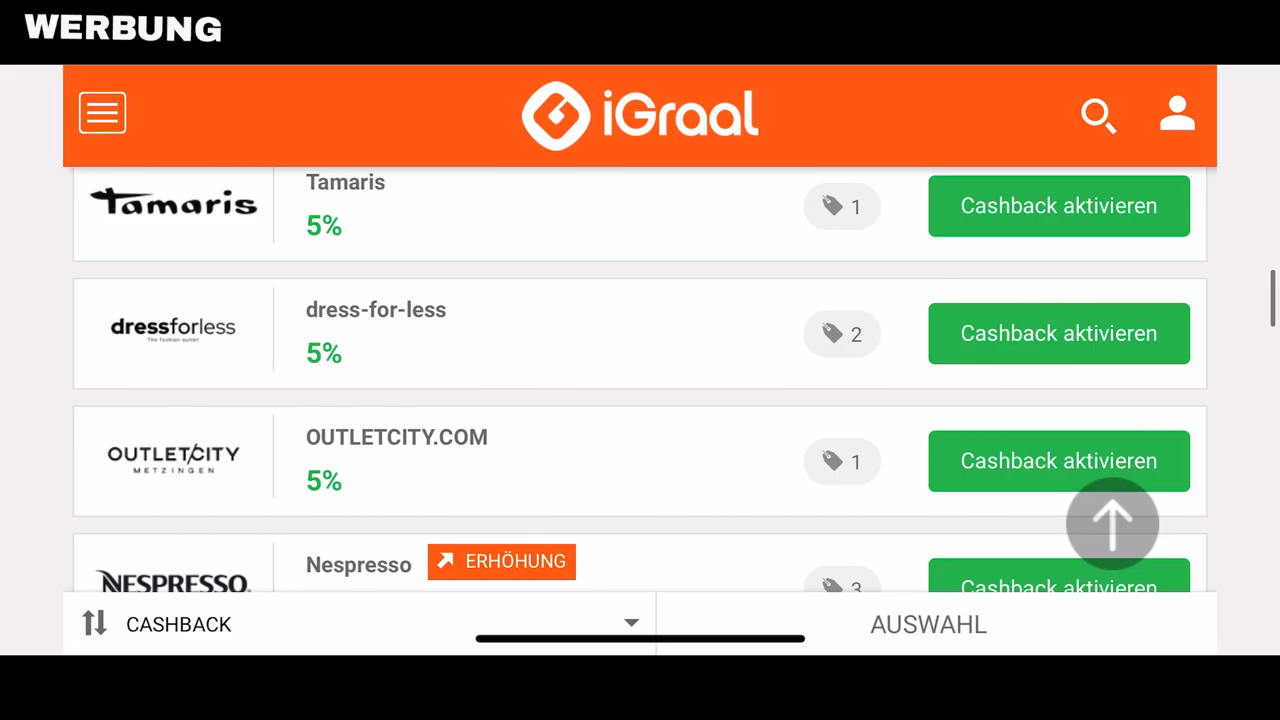 WERBUNG
iGraal
Tamaris
Tamaris
5%
1
Cashback aktivieren
dressforless
The fashion outlet
dress-for-less
5%
2
Cashback aktivieren
OUTLETCITY
METZINGEN
OUTLETCITY.COM
5%
1
Cashback aktivieren
NESPRESSO.
Nespresso
ERHÖHUNG
3
Cashback aktivieren
CASHBACK
AUSWAHL